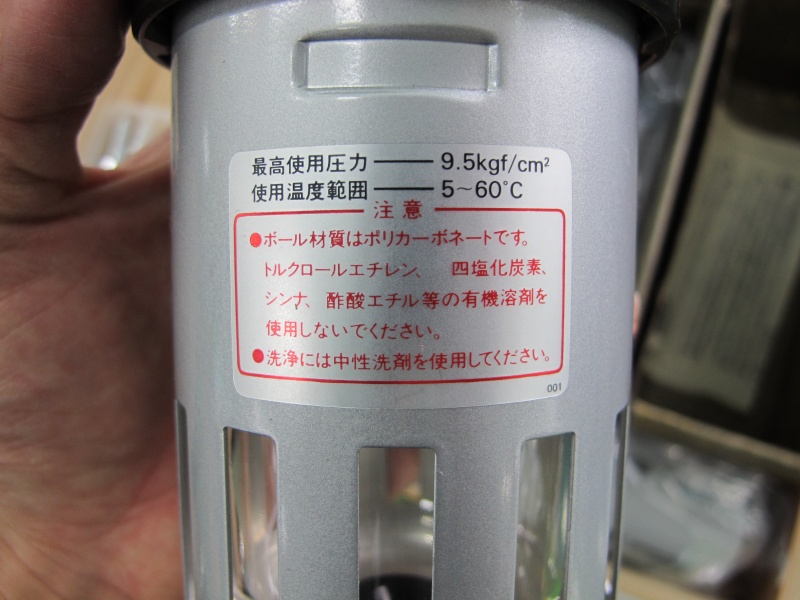 最高使用圧力 ── 9.5kgf/cm²
使用温度範囲 ── 5～60℃
注意
●ボール材質はポリカーボネートです。
トルクロールエチレン、 四塩化炭素、
シンナ、酢酸エチル等の有機溶剤を
使用しないでください。
●洗浄には中性洗剤を使用してください。
001